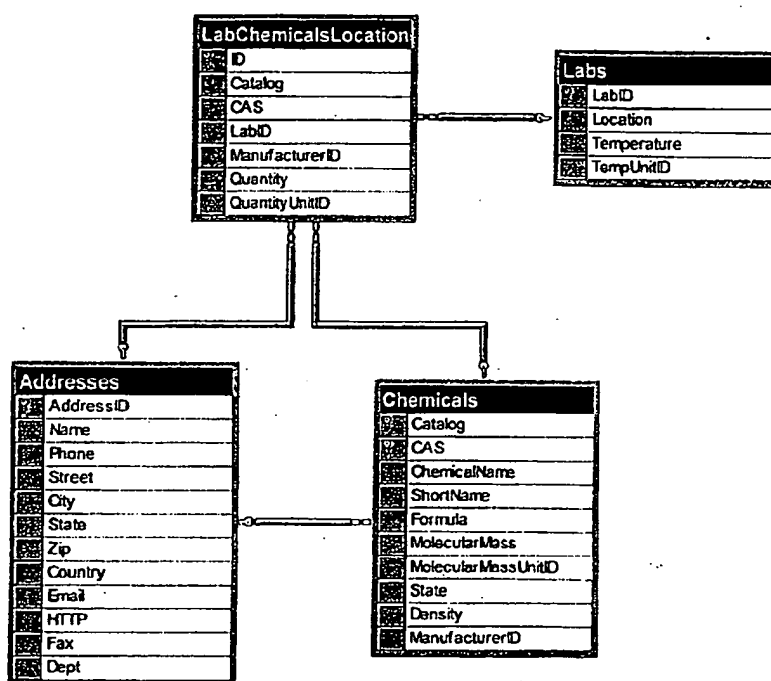 LabChemicalsLocation
ID
Catalog
CAS
LabID
ManufacturerID
Quantity
QuantityUnitID
Labs
LabID
Location
Temperature
TempUnitID
Addresses
AddressID
Name
Phone
Street
City
State
Zip
Country
Email
HTTP
Fax
Dept
Chemicals
Catalog
CAS
ChemicalName
ShortName
Formula
MolecularMass
MolecularMassUnitID
State
Density
ManufacturerID